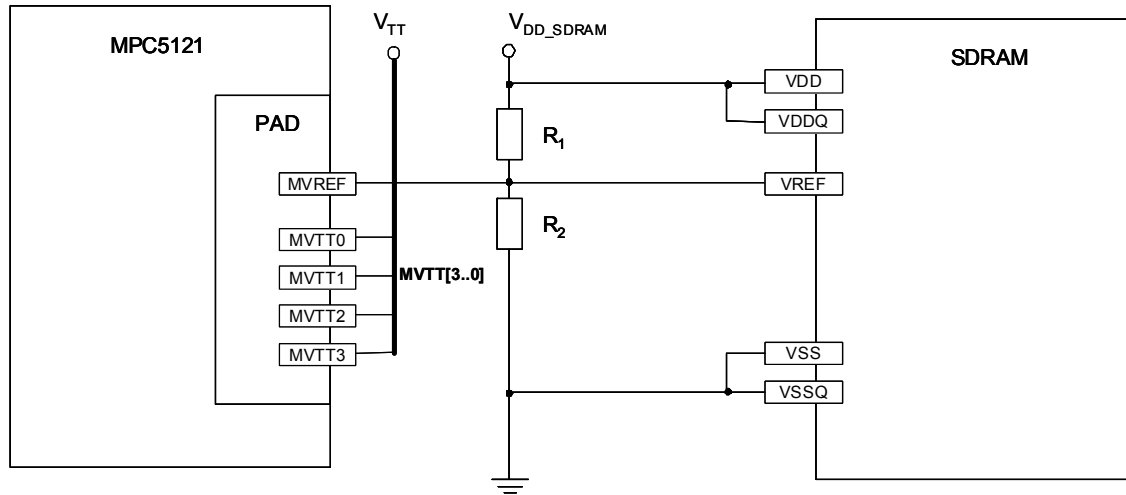 MPC5121
V_TT
V_DD_SDRAM
SDRAM
PAD
VDD
VDDQ
R_1
MVREF
VREF
R_2
MVTT0
MVTT1
MVTT[3..0]
MVTT2
MVTT3
VSS
VSSQ